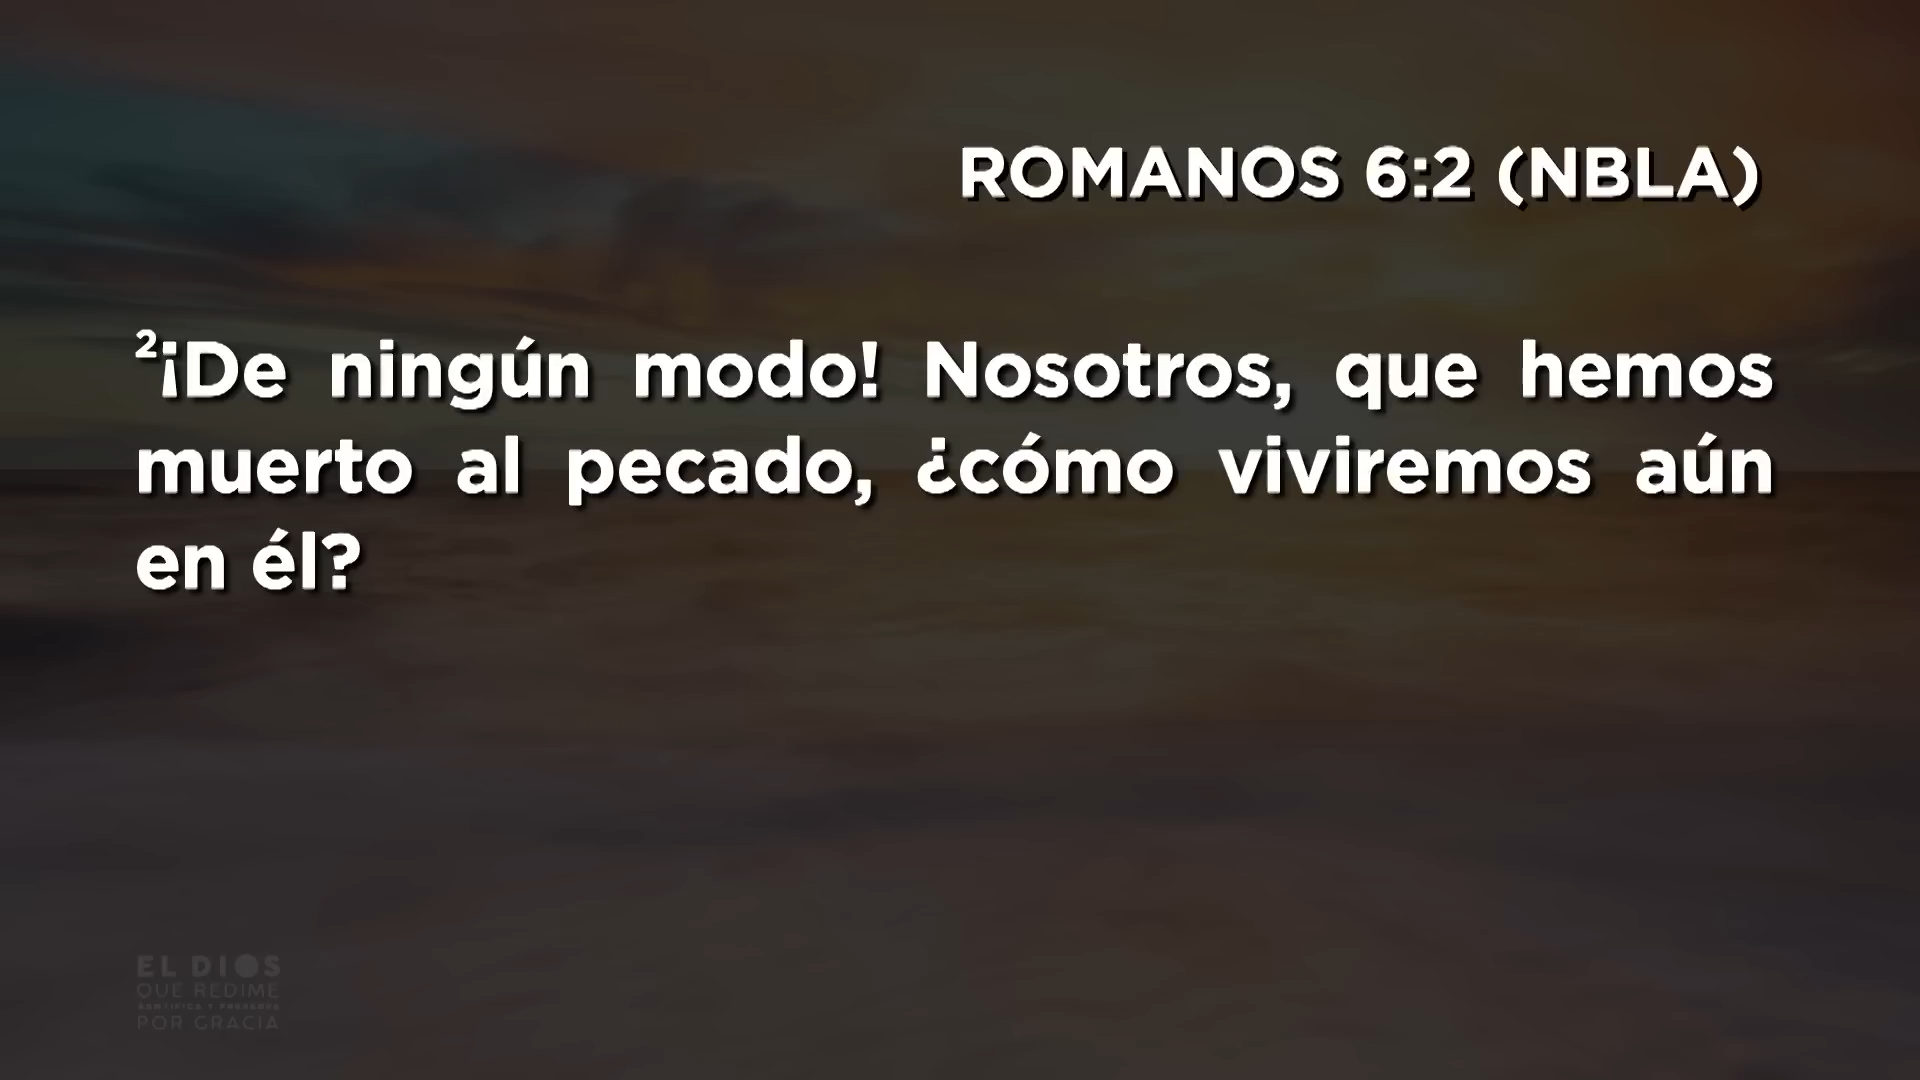 ROMANOS 6:2 (NBLA)
²¡De ningún modo! Nosotros, que hemos
muerto al pecado, ¿cómo viviremos aún
en él?
EL DIOS
QUE REDIME
POR GRACIA